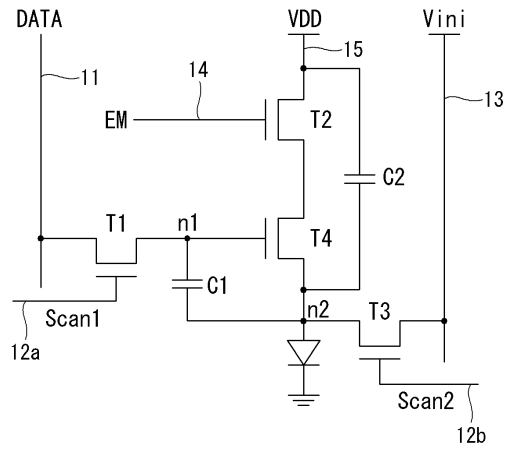 DATA
VDD
Vini
11
15
14
13
EM
T2
C2
T1
n1
T4
C1
n2
T3
Scan1
12a
Scan2
12b